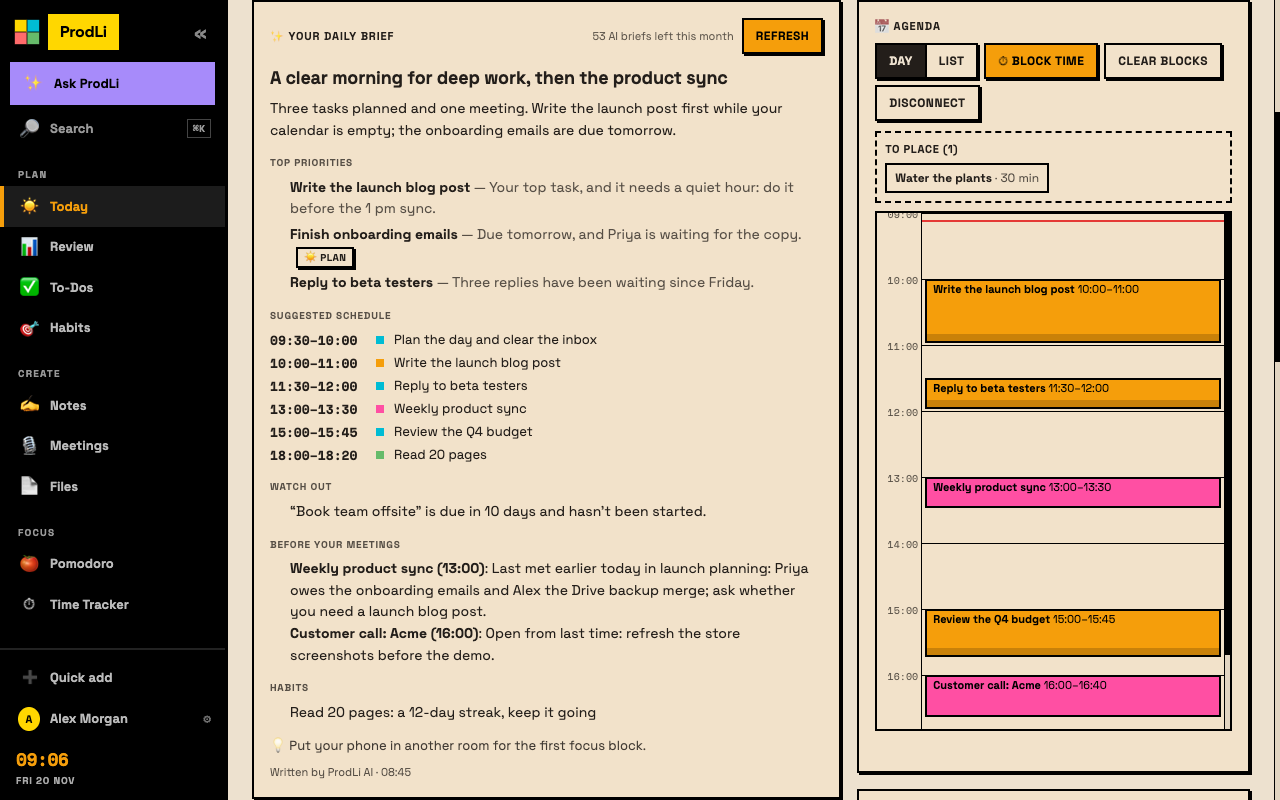 ProdLi
«
Ask ProdLi
Search ⌘K
PLAN
Today
Review
To-Dos
Habits
CREATE
Notes
Meetings
Files
FOCUS
Pomodoro
Time Tracker
Quick add
A Alex Morgan
09:06
FRI 20 NOV
YOUR DAILY BRIEF
53 AI briefs left this month REFRESH
A clear morning for deep work, then the product sync
Three tasks planned and one meeting. Write the launch post first while your
calendar is empty; the onboarding emails are due tomorrow.
TOP PRIORITIES
Write the launch blog post — Your top task, and it needs a quiet hour: do it
before the 1 pm sync.
Finish onboarding emails — Due tomorrow, and Priya is waiting for the copy.
PLAN
Reply to beta testers — Three replies have been waiting since Friday.
SUGGESTED SCHEDULE
09:30–10:00 Plan the day and clear the inbox
10:00–11:00 Write the launch blog post
11:30–12:00 Reply to beta testers
13:00–13:30 Weekly product sync
15:00–15:45 Review the Q4 budget
18:00–18:20 Read 20 pages
WATCH OUT
“Book team offsite” is due in 10 days and hasn’t been started.
BEFORE YOUR MEETINGS
Weekly product sync (13:00): Last met earlier today in launch planning: Priya
owes the onboarding emails and Alex the Drive backup merge; ask whether
you need a launch blog post.
Customer call: Acme (16:00): Open from last time: refresh the store
screenshots before the demo.
HABITS
Read 20 pages: a 12-day streak, keep it going
Put your phone in another room for the first focus block.
Written by ProdLi AI · 08:45
AGENDA
DAY LIST BLOCK TIME CLEAR BLOCKS
DISCONNECT
TO PLACE (1)
Water the plants · 30 min
09:00
10:00
Write the launch blog post 10:00–11:00
11:00
Reply to beta testers 11:30–12:00
12:00
13:00
Weekly product sync 13:00–13:30
14:00
15:00
Review the Q4 budget 15:00–15:45
16:00
Customer call: Acme 16:00–16:40